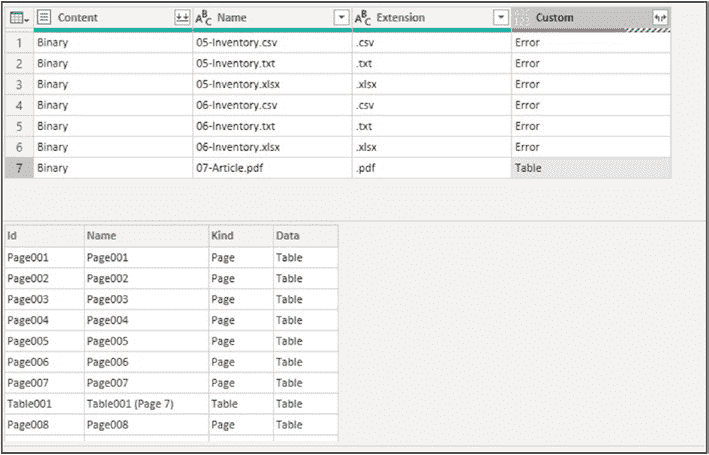 Content ABC Name ABC Extension ABC 123 Custom
1 Binary 05-Inventory.csv .csv Error
2 Binary 05-Inventory.txt .txt Error
3 Binary 05-Inventory.xlsx .xlsx Error
4 Binary 06-Inventory.csv .csv Error
5 Binary 06-Inventory.txt .txt Error
6 Binary 06-Inventory.xlsx .xlsx Error
7 Binary 07-Article.pdf .pdf Table
Id Name Kind Data
Page001 Page001 Page Table
Page002 Page002 Page Table
Page003 Page003 Page Table
Page004 Page004 Page Table
Page005 Page005 Page Table
Page006 Page006 Page Table
Page007 Page007 Page Table
Table001 Table001 (Page 7) Table Table
Page008 Page008 Page Table